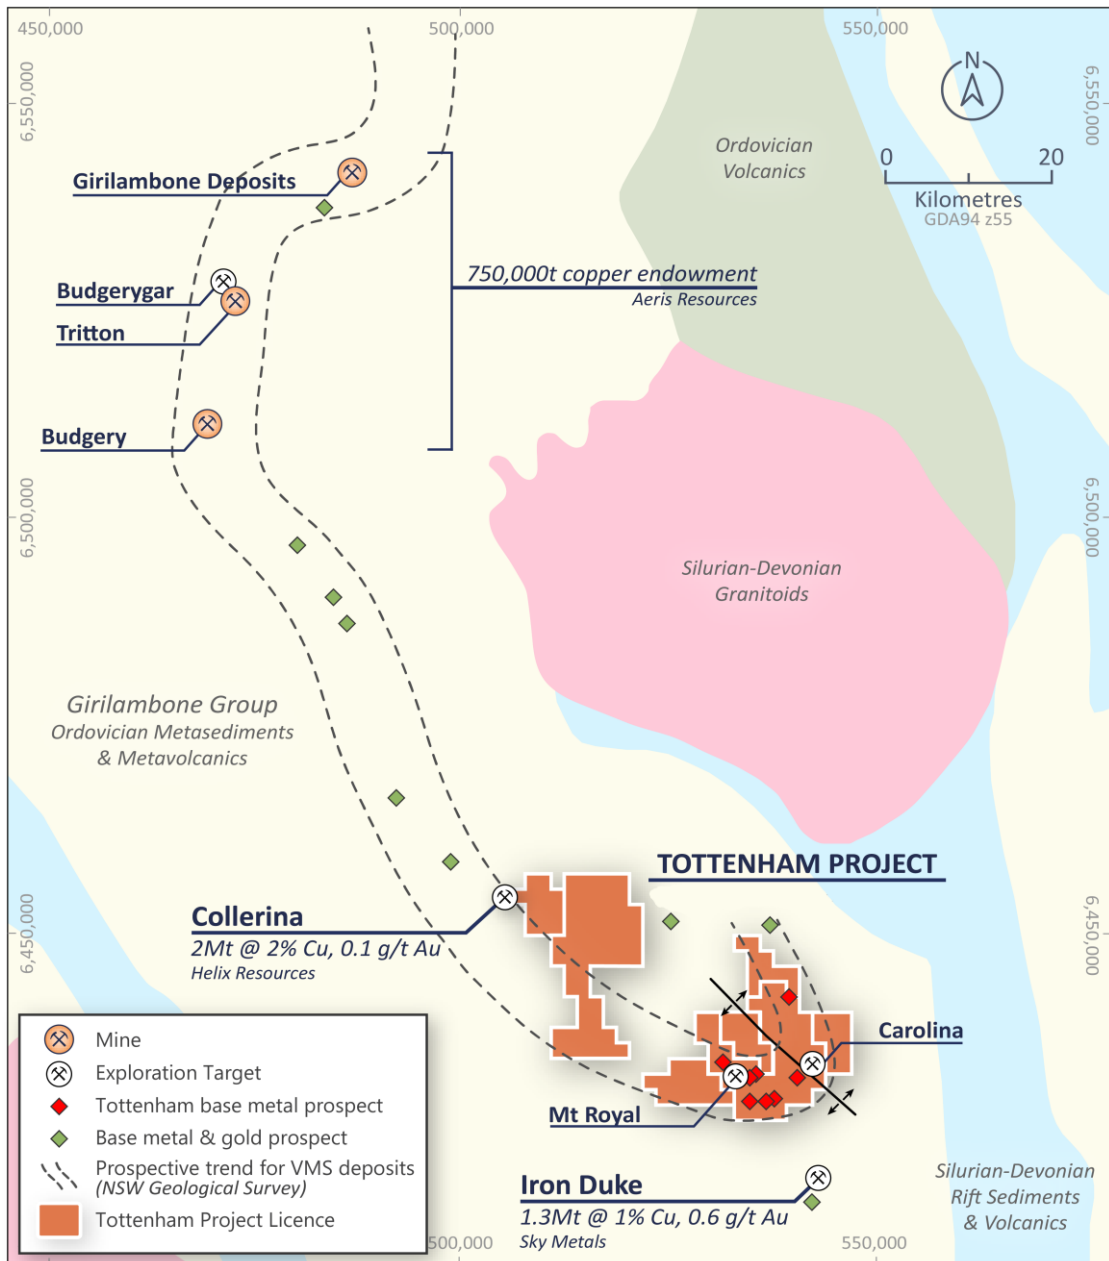 450,000
500,000
550,000
6,550,000
6,550,000
N
0
20
Kilometres
GDA94 z55
Ordovician
Volcanics
Girilambone Deposits
750,000t copper endowment
Aeris Resources
Budgerygar
Tritton
Budgery
6,500,000
6,500,000
Silurian-Devonian
Granitoids
Girilambone Group
Ordovician Metasediments
& Metavolcanics
TOTTENHAM PROJECT
Collerina
2Mt @ 2% Cu, 0.1 g/t Au
Helix Resources
6,450,000
6,450,000
Carolina
Mt Royal
Iron Duke
1.3Mt @ 1% Cu, 0.6 g/t Au
Sky Metals
Silurian-Devonian
Rift Sediments
& Volcanics
Mine
Exploration Target
Tottenham base metal prospect
Base metal & gold prospect
Prospective trend for VMS deposits
(NSW Geological Survey)
Tottenham Project Licence
500,000
550,000